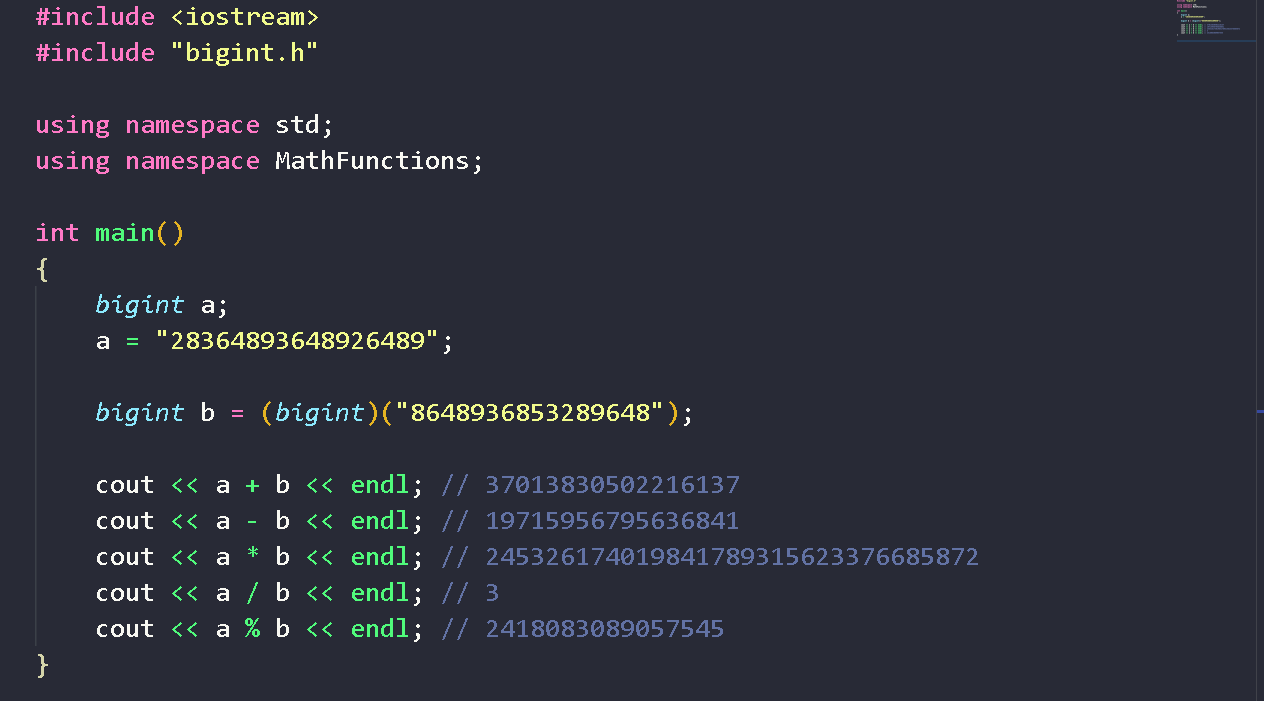 #include <iostream>
#include "bigint.h"
using namespace std;
using namespace MathFunctions;
int main()
{
bigint a;
a = "28364893648926489";
bigint b = (bigint)("8648936853289648");
cout << a + b << endl; // 37013830502216137
cout << a - b << endl; // 19715956795636841
cout << a * b << endl; // 245326174019841789315623376685872
cout << a / b << endl; // 3
cout << a % b << endl; // 2418083089057545
}